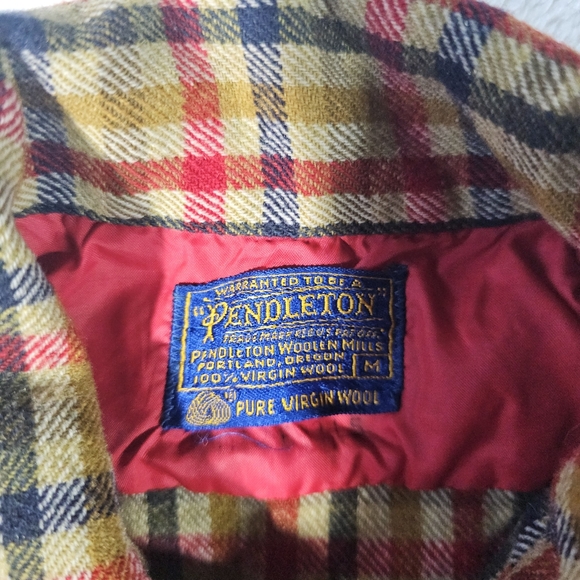 WARRANTED TO BE A
"PENDLETON"
TRADE MARK REG. U.S. PAT. OFF.
PENDLETON WOOLEN MILLS
PORTLAND, OREGON
100% VIRGIN WOOL M
PURE VIRGIN WOOL